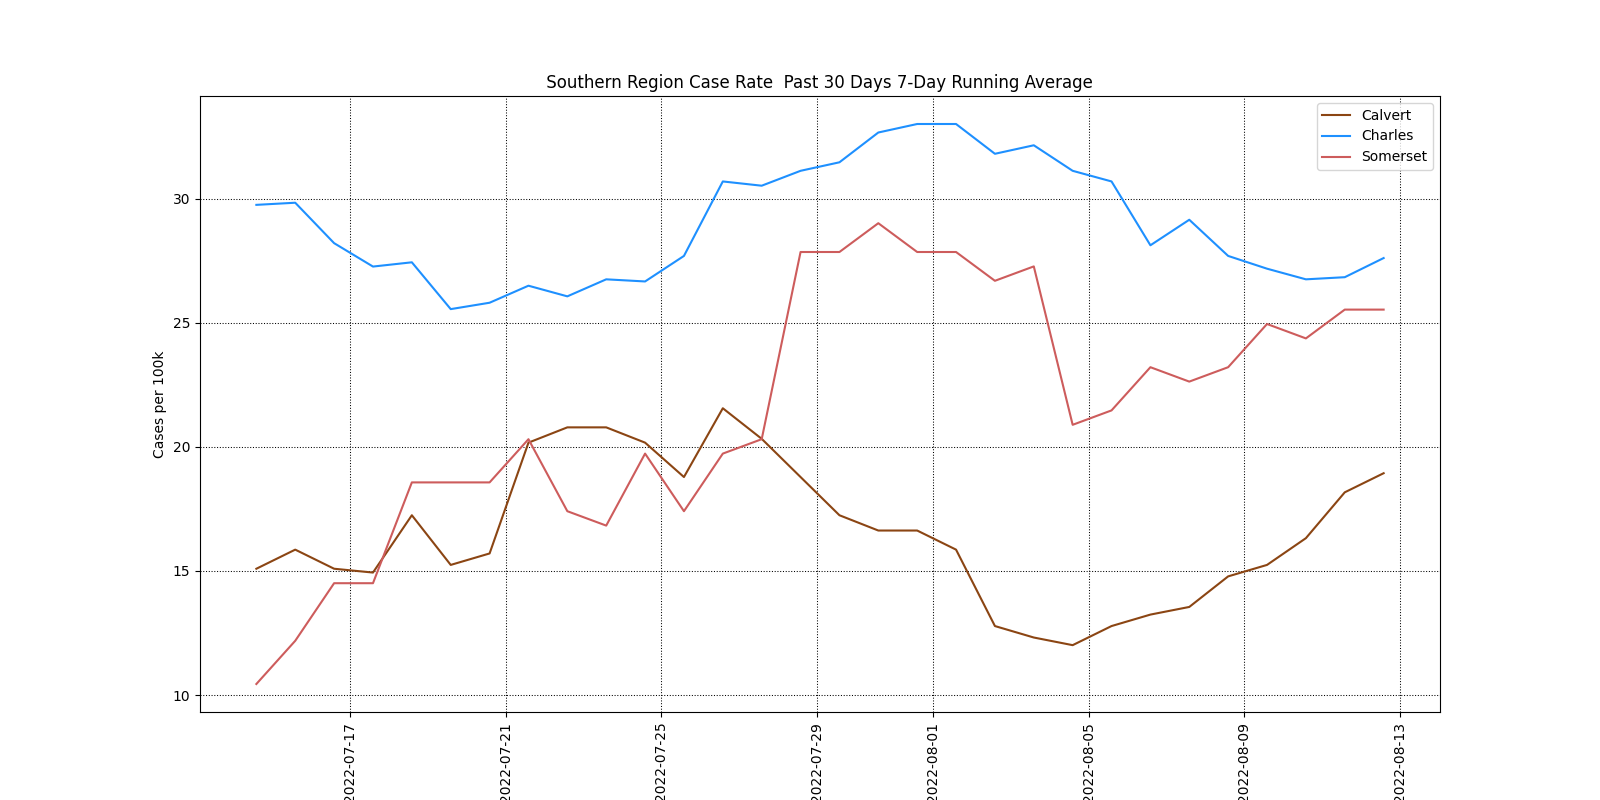 Southern Region Case Rate  Past 30 Days 7-Day Running Average
Calvert
Charles
Somerset
Cases per 100k
30
25
20
15
10
2022-07-17
2022-07-21
2022-07-25
2022-07-29
2022-08-01
2022-08-05
2022-08-09
2022-08-13